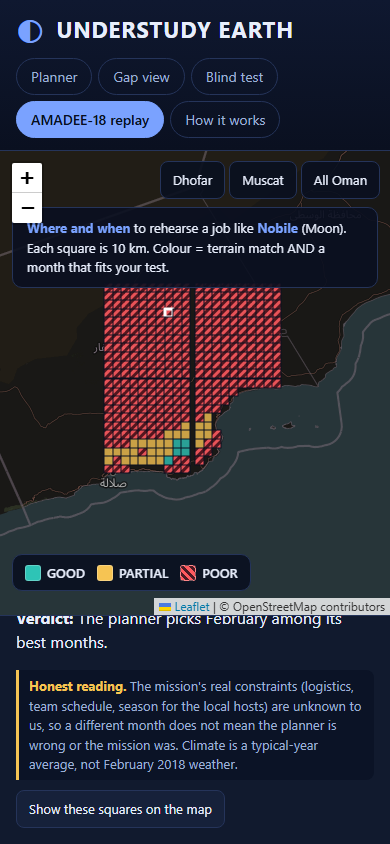 UNDERSTUDY EARTH
Planner
Gap view
Blind test
AMADEE-18 replay
How it works
+
−
Dhofar
Muscat
All Oman
Where and when to rehearse a job like Nobile (Moon).
Each square is 10 km. Colour = terrain match AND a
month that fits your test.
صلالة
GOOD
PARTIAL
POOR
Leaflet | © OpenStreetMap contributors
Verdict: The planner picks February among its
best months.
Honest reading. The mission's real constraints (logistics,
team schedule, season for the local hosts) are unknown to
us, so a different month does not mean the planner is
wrong or the mission was. Climate is a typical-year
average, not February 2018 weather.
Show these squares on the map